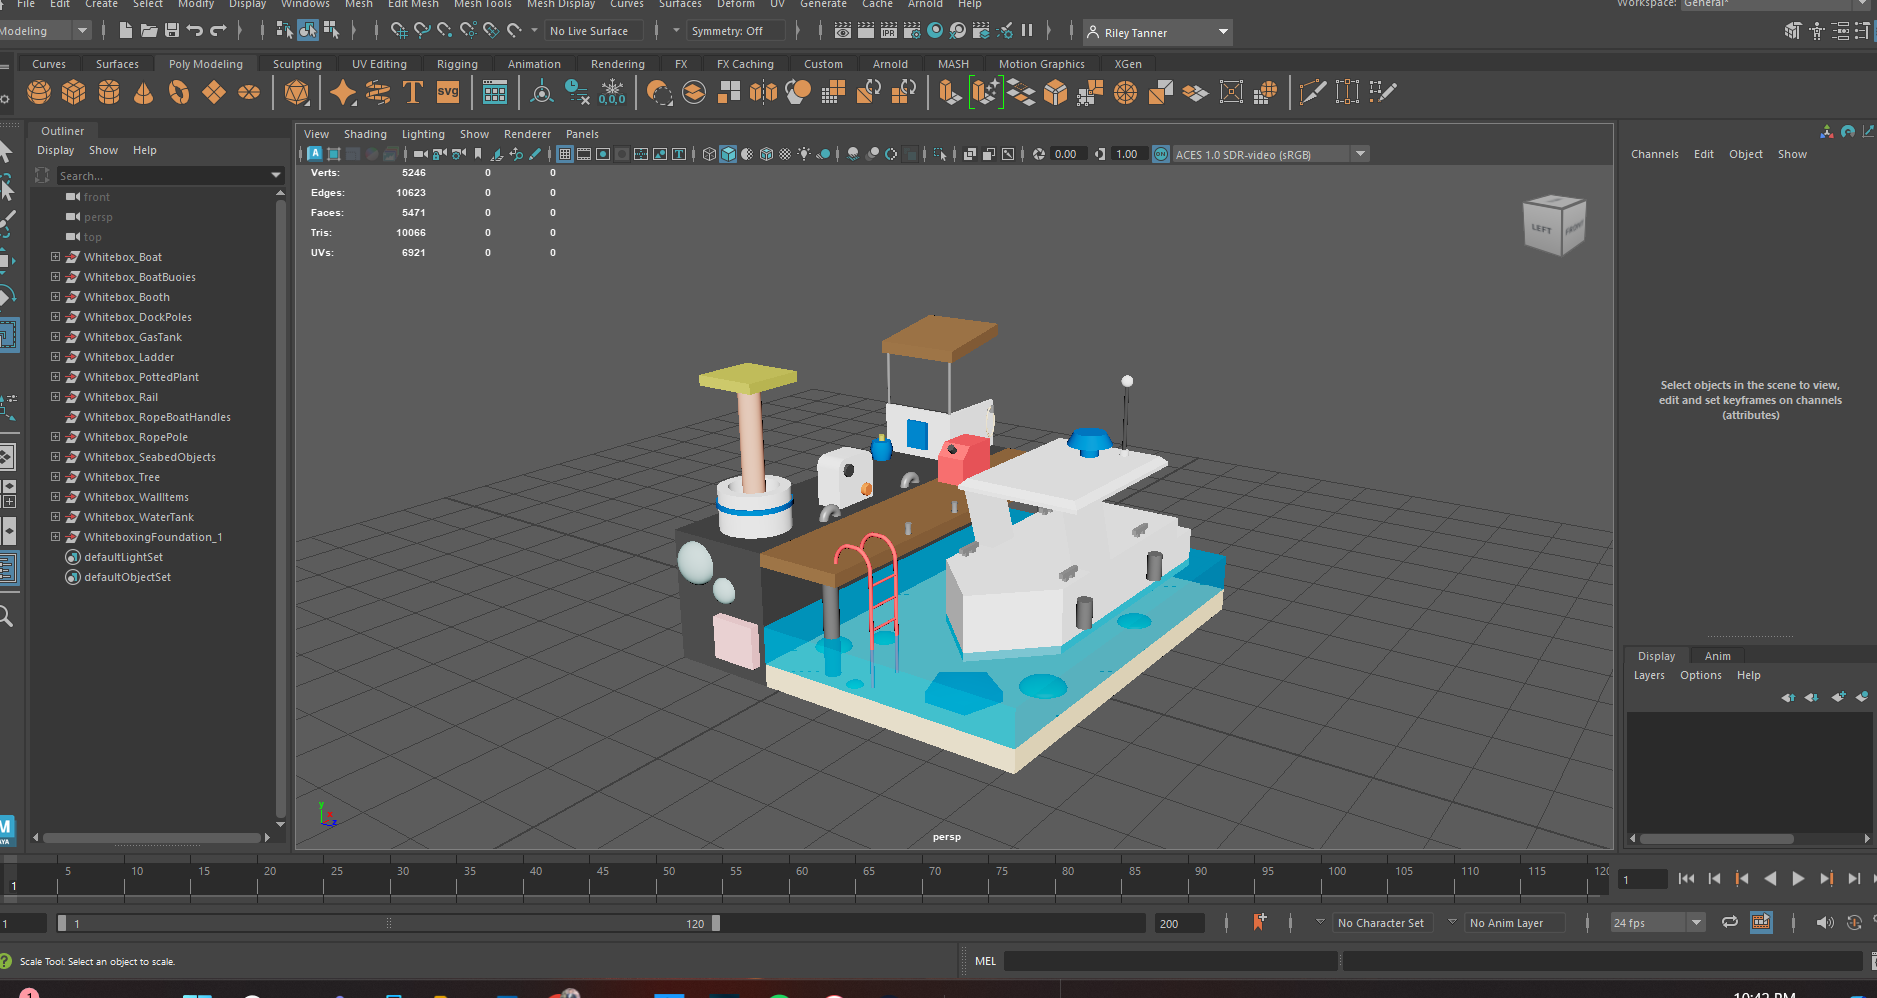 File Edit Create Select Modify Display Windows Mesh Edit Mesh Mesh Tools Mesh Display Curves Surfaces Deform UV Generate Cache Arnold Help
Workspace: General*
Modeling
No Live Surface
Symmetry: Off
IPR
Riley Tanner
Curves Surfaces Poly Modeling Sculpting UV Editing Rigging Animation Rendering FX FX Caching Custom Arnold MASH Motion Graphics XGen
T
SVG
0,0,0
Outliner
Display Show Help
Search...
front
persp
top
Whitebox_Boat
Whitebox_BoatBuoies
Whitebox_Booth
Whitebox_DockPoles
Whitebox_GasTank
Whitebox_Ladder
Whitebox_PottedPlant
Whitebox_Rail
Whitebox_RopeBoatHandles
Whitebox_RopePole
Whitebox_SeabedObjects
Whitebox_Tree
Whitebox_WallItems
Whitebox_WaterTank
WhiteboxingFoundation_1
defaultLightSet
defaultObjectSet
View Shading Lighting Show Renderer Panels
A
0.00
1.00
ON
ACES 1.0 SDR-video (sRGB)
Verts: 5246 0 0
Edges: 10623 0 0
Faces: 5471 0 0
Tris: 10066 0 0
UVs: 6921 0 0
LEFT
FRONT
y
x
z
persp
Channels Edit Object Show
Select objects in the scene to view,
edit and set keyframes on channels
(attributes)
Display Anim
Layers Options Help
M
1
5 10 15 20 25 30 35 40 45 50 55 60 65 70 75 80 85 90 95 100 105 110 115 120
1
1
1
120
200
No Character Set
No Anim Layer
24 fps
Scale Tool: Select an object to scale.
MEL
1
10:42 PM